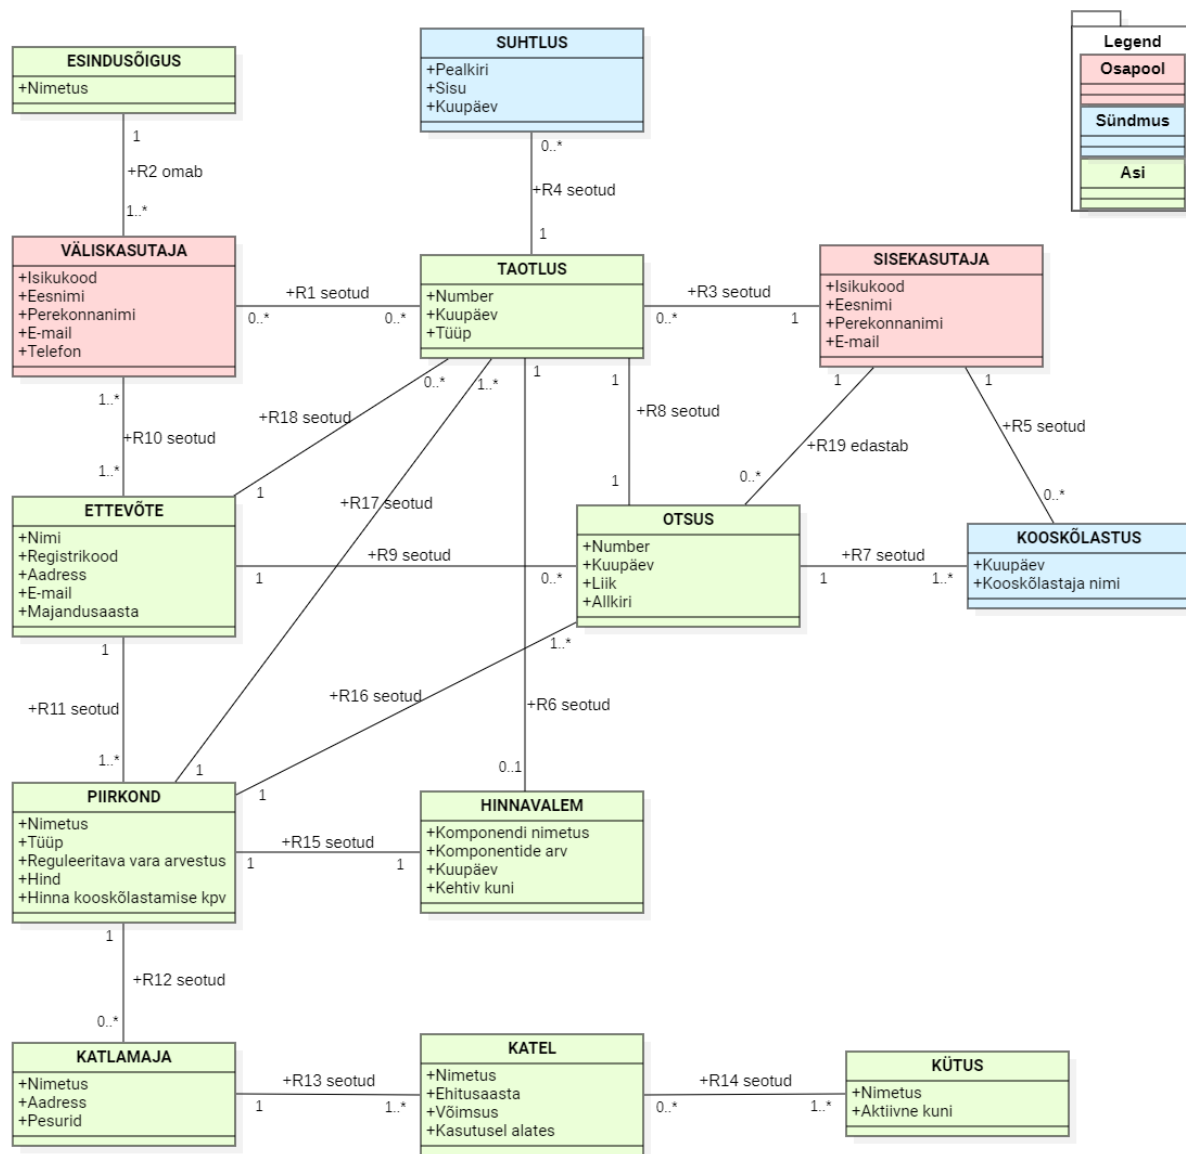 ESINDUSÕIGUS
+Nimetus
1
+R2 omab
1..*
SUHTLUS
+Pealkiri
+Sisu
+Kuupäev
0..*
+R4 seotud
1
Legend
Osapool
Sündmus
Asi
VÄLISKASUTAJA
+Isikukood
+Eesnimi
+Perekonnanimi
+E-mail
+Telefon
+R1 seotud
0..*
0..*
TAOTLUS
+Number
+Kuupäev
+Tüüp
+R3 seotud
0..*
1
SISEKASUTAJA
+Isikukood
+Eesnimi
+Perekonnanimi
+E-mail
1..*
+R10 seotud
1..*
0..*
+R18 seotud
1
1..*
+R17 seotud
1
1
+R6 seotud
0..1
1
+R8 seotud
1
1
+R19 edastab
0..*
1
+R5 seotud
0..*
ETTEVÕTE
+Nimi
+Registrikood
+Aadress
+E-mail
+Majandusaasta
+R9 seotud
1
0..*
OTSUS
+Number
+Kuupäev
+Liik
+Allkiri
+R7 seotud
1
1..*
KOOSKÕLASTUS
+Kuupäev
+Kooskõlastaja nimi
1
+R11 seotud
1..*
1..*
+R16 seotud
1
PIIRKOND
+Nimetus
+Tüüp
+Reguleeritava vara arvestus
+Hind
+Hinna kooskõlastamise kpv
+R15 seotud
1
1
HINNAVALEM
+Komponendi nimetus
+Komponentide arv
+Kuupäev
+Kehtiv kuni
1
+R12 seotud
0..*
KATLAMAJA
+Nimetus
+Aadress
+Pesurid
+R13 seotud
1
1..*
KATEL
+Nimetus
+Ehitusaasta
+Võimsus
+Kasutusel alates
+R14 seotud
0..*
1..*
KÜTUS
+Nimetus
+Aktiivne kuni